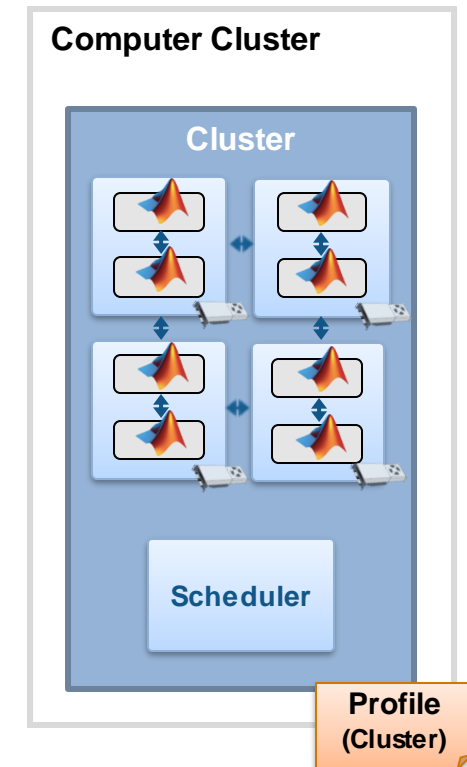 Computer Cluster
Cluster
Scheduler
Profile
(Cluster)